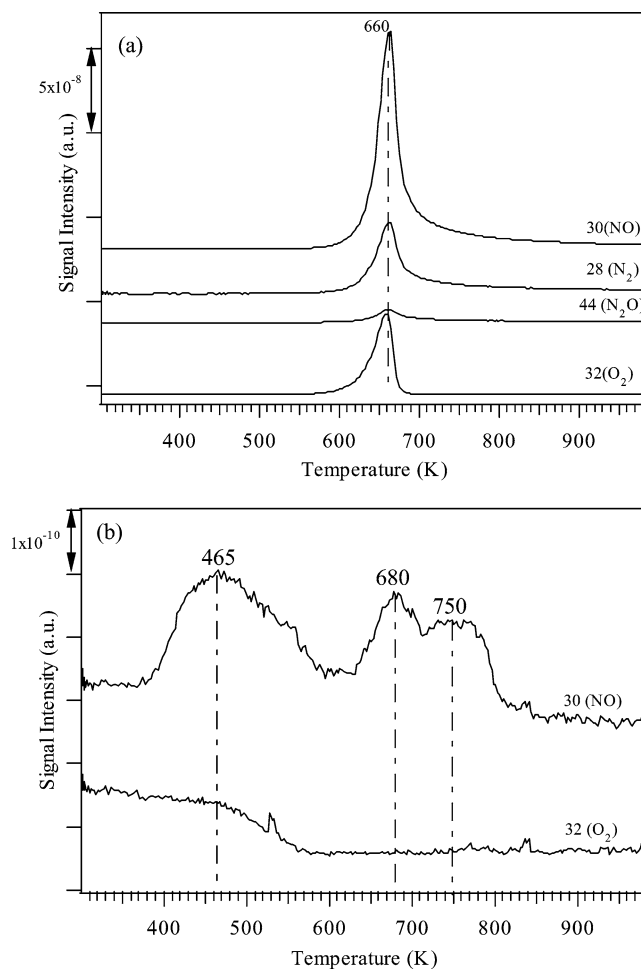 660
(a)
5x10⁻⁸
Signal Intensity (a.u.)
30(NO)
28 (N₂)
44 (N₂O)
32(O₂)
400 500 600 700 800 900
Temperature (K)
(b)
1x10⁻¹⁰
465
680
750
Signal Intensity (a.u.)
30 (NO)
32 (O₂)
400 500 600 700 800 900
Temperature (K)